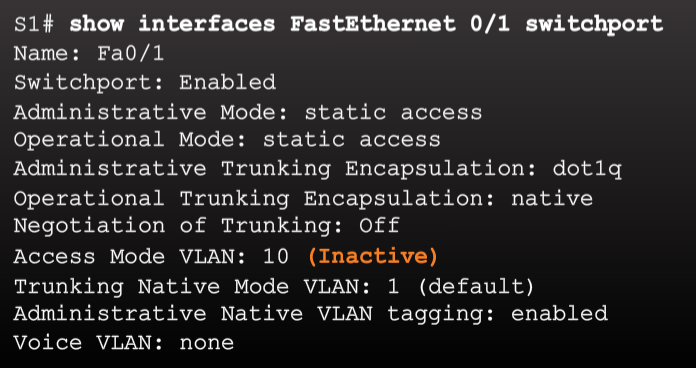 S1# show interfaces FastEthernet 0/1 switchport
Name: Fa0/1
Switchport: Enabled
Administrative Mode: static access
Operational Mode: static access
Administrative Trunking Encapsulation: dot1q
Operational Trunking Encapsulation: native
Negotiation of Trunking: Off
Access Mode VLAN: 10 (Inactive)
Trunking Native Mode VLAN: 1 (default)
Administrative Native VLAN tagging: enabled
Voice VLAN: none